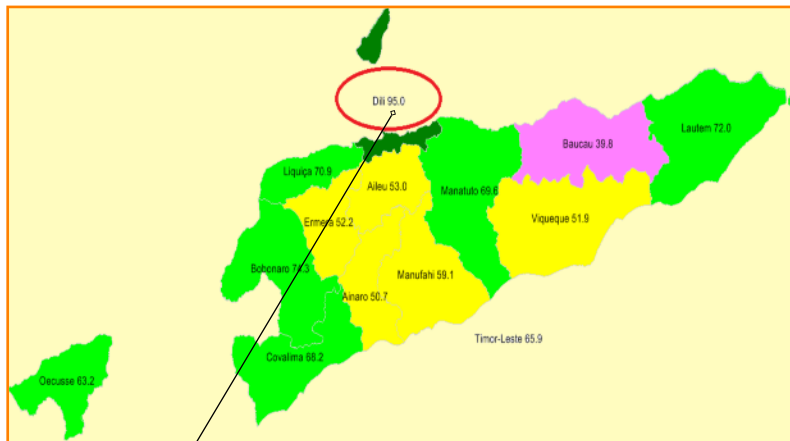 Dili 95.0
Lautem 72.0
Baucau 39.8
Liquiça 70.9
Aileu 53.0
Manatuto 69.6
Viqueque 51.9
Ermera 52.2
Bobonaro 74.3
Manufahi 59.1
Ainaro 50.7
Timor-Leste 65.9
Covalima 68.2
Oecusse 63.2